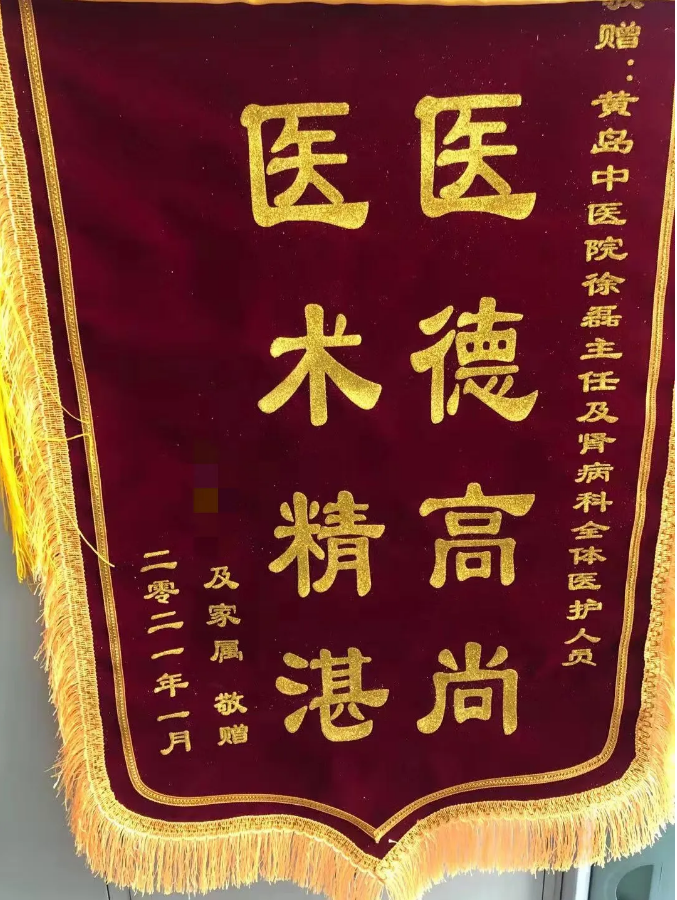 敬赠：黄岛中医院徐磊主任及肾病科全体医护人员
医德高尚
医术精湛
及家属 敬赠
二零二一年一月